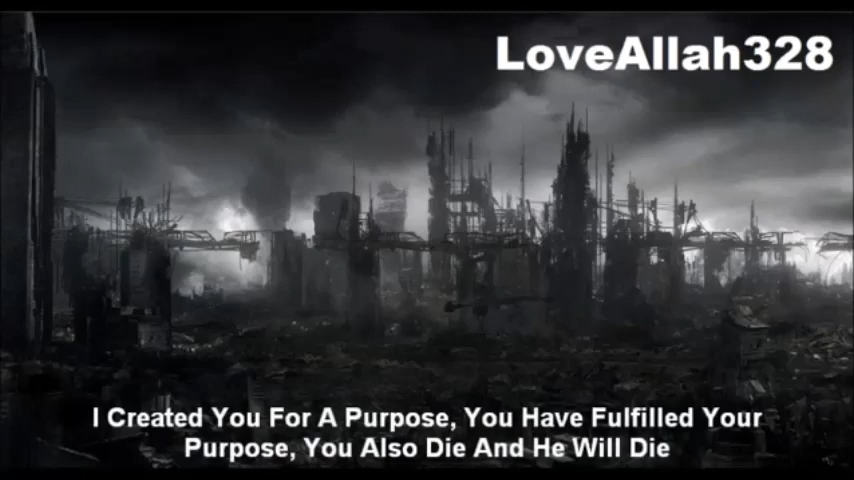 LoveAllah328
I Created You For A Purpose, You Have Fulfilled Your
Purpose, You Also Die And He Will Die